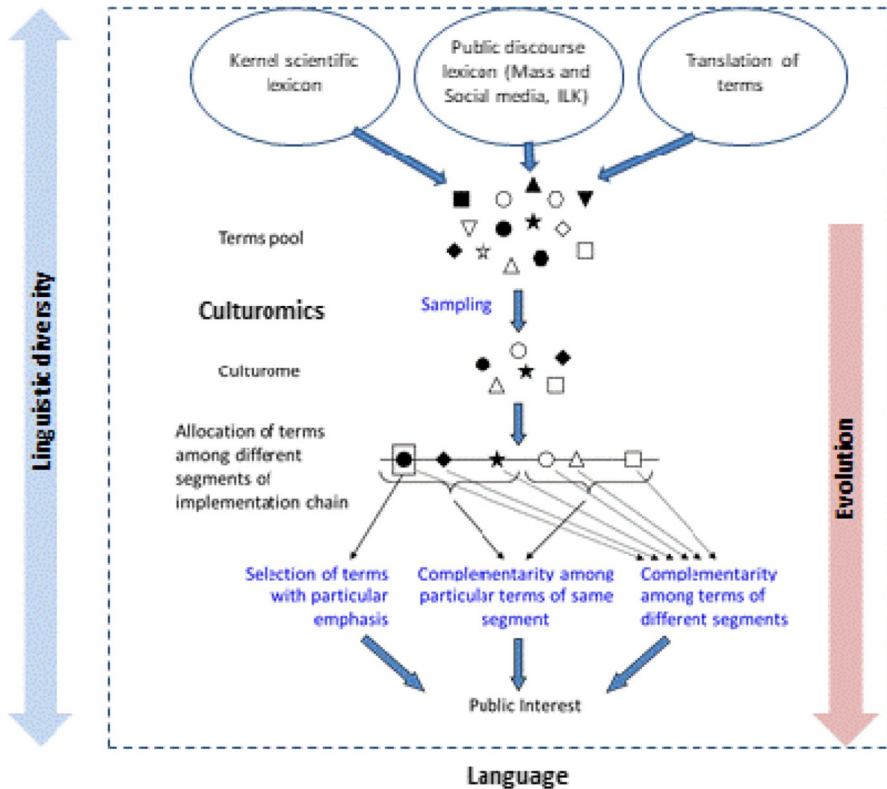 Kernel scientific
lexicon
Public discourse
lexicon (Mass and
Social media, ILK)
Translation of
terms
Terms pool
Culturomics
Sampling
Culturome
Allocation of terms
among different
segments of
implementation chain
Selection of terms
with particular
emphasis
Complementarity among
particular terms of same
segment
Complementarity
among terms of
different segments
Public Interest
Linguistic diversity
Evolution
Language